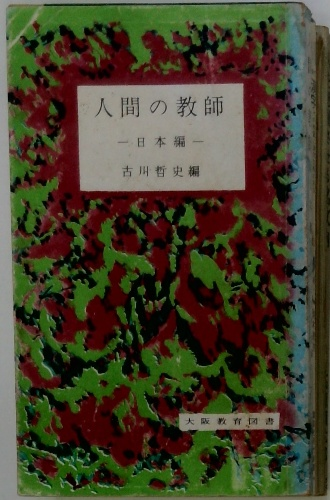 人間の教師
―日本編―
古川哲史編
大阪教育図書